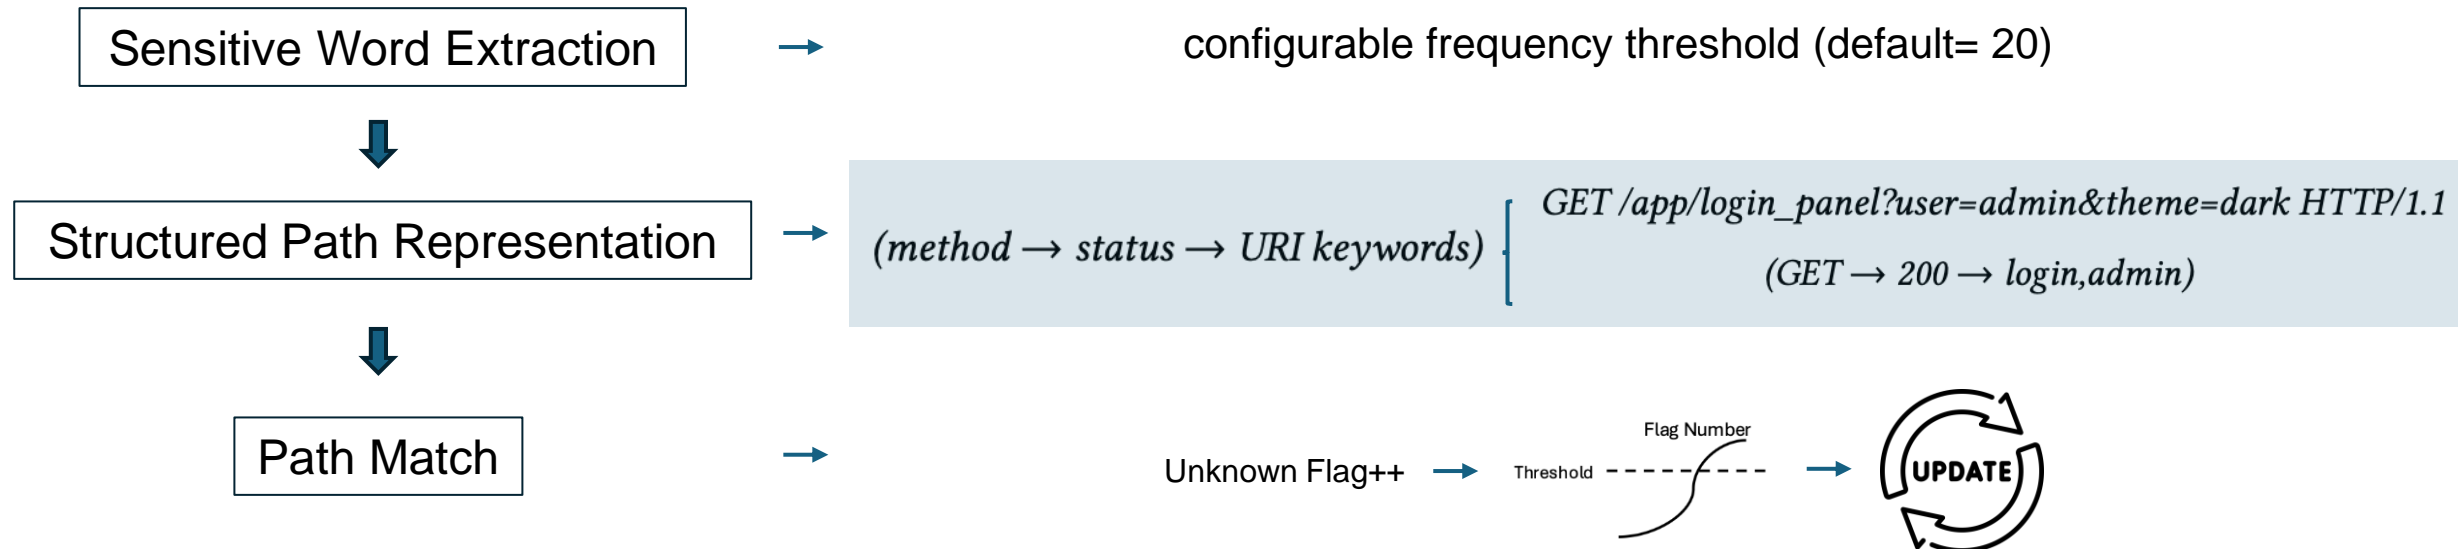 Sensitive Word Extraction
configurable frequency threshold (default= 20)
Structured Path Representation
(method → status → URI keywords)
GET /app/login_panel?user=admin&theme=dark HTTP/1.1
(GET → 200 → login,admin)
Path Match
Unknown Flag++
Flag Number
Threshold
UPDATE